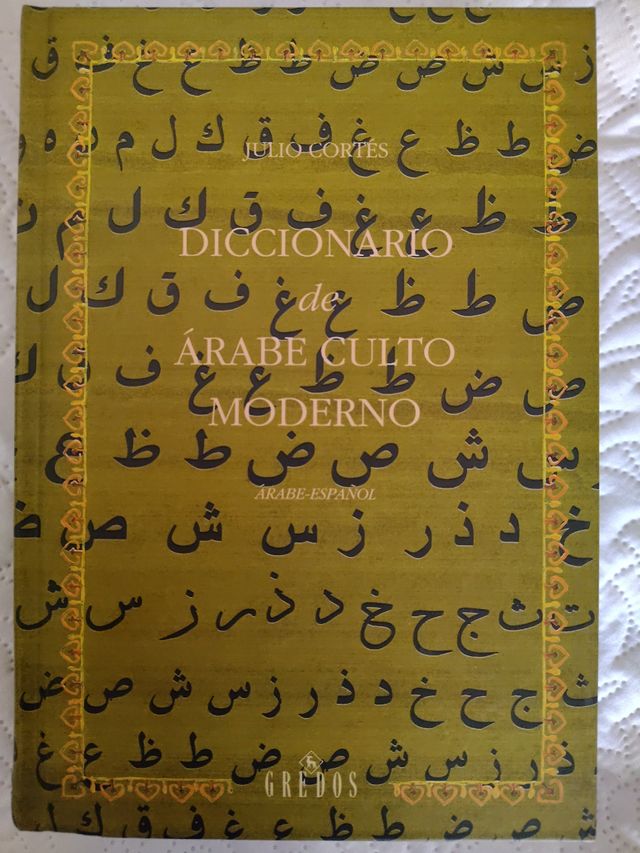 س ش ص ض ط ظ ع غ ف ق
ض ط ظ ع غ ف ق ك ل م ن ه و
JULIO CORTÉS
ط ظ ع غ ف ق ك ل م ن
DICCIONARIO
ض ط ظ ع غ ف ق ك ل
de
ÁRABE CULTO
ص ض ط ظ ع غ ف ق
MODERNO
س ش ص ض ط ظ ع غ
ÁRABE-ESPAÑOL
خ د ذ ر ز س ش ص ض
ت ث ج ح خ د ذ ر ز س ش
ث ج ح خ د ذ ر ز س ش ص ض
ذ ر ز س ش ص ض ط ظ ع غ
GREDOS
ش ص ض ط ظ ع غ ف ق ك ل